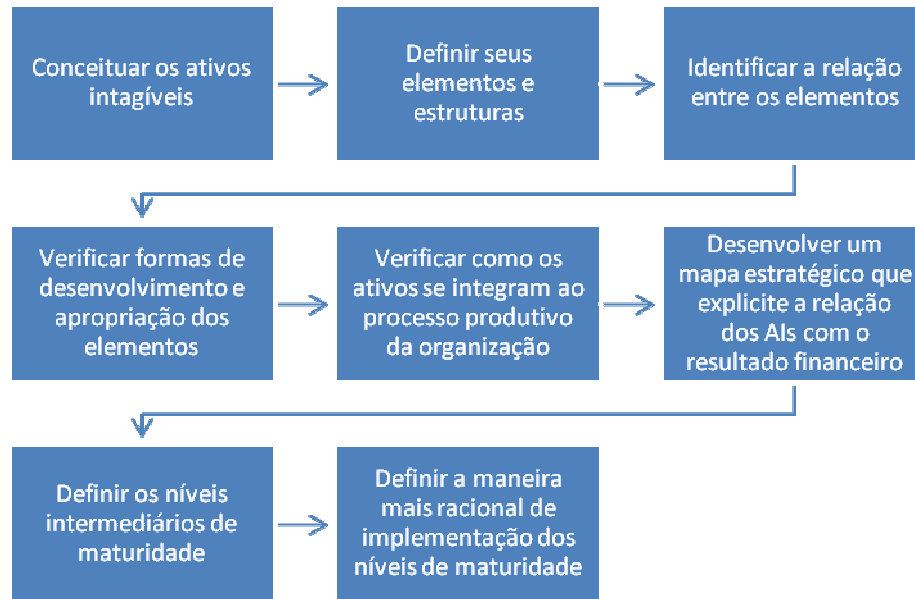 Conceituar os ativos
intagíveis
Definir seus
elementos e
estruturas
Identificar a relação
entre os elementos
Verificar formas de
desenvolvimento e
apropriação dos
elementos
Verificar como os
ativos se integram ao
processo produtivo
da organização
Desenvolver um
mapa estratégico que
explicite a relação
dos AIs com o
resultado financeiro
Definir os níveis
intermediários de
maturidade
Definir a maneira
mais racional de
implementação dos
níveis de maturidade